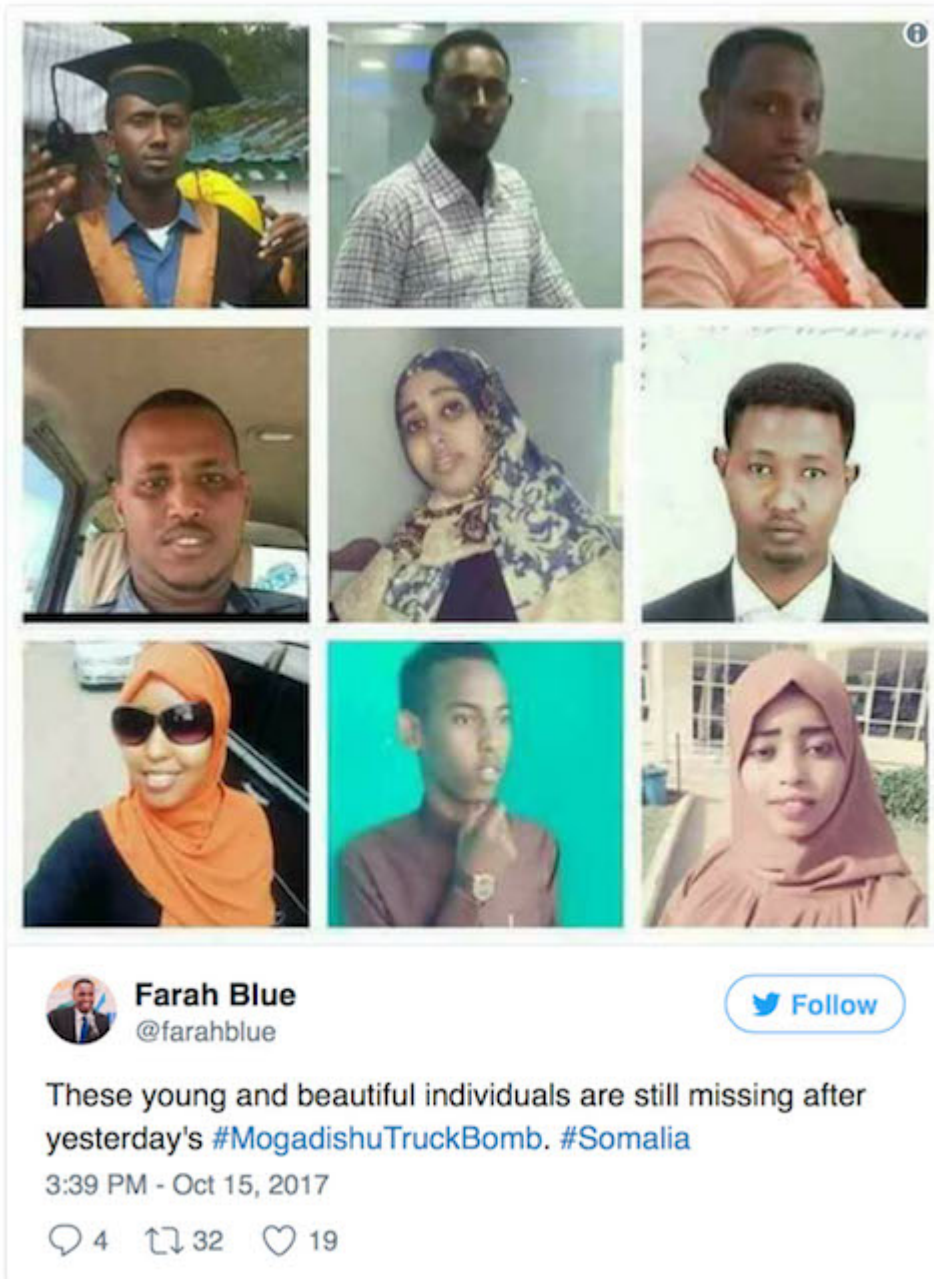 Farah Blue
@farahblue
Follow
These young and beautiful individuals are still missing after
yesterday's #MogadishuTruckBomb. #Somalia
3:39 PM - Oct 15, 2017
4 32 19